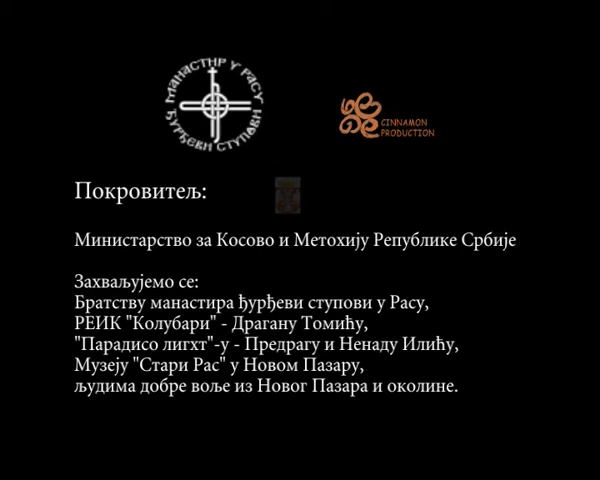 МАНАСТИР У РАСУ
ЂУРЂЕВИ СТУПОВИ
CINNAMON
PRODUCTION
Покровитељ:
Министарство за Косово и Метохију Републике Србије
Захваљујемо се:
Братству манастира ђурђеви ступови у Расу,
РЕИК "Колубари" - Драгану Томићу,
"Парадисо лигхт"-у - Предрагу и Ненаду Илићу,
Музеју "Стари Рас" у Новом Пазару,
људима добре воље из Новог Пазара и околине.